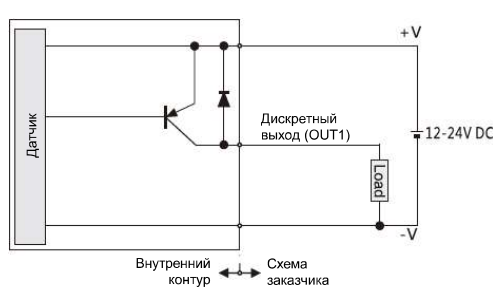 +V
Датчик
Дискретный
выход (OUT1)
12-24V DC
Load
-V
Внутренний
контур
Схема
заказчика